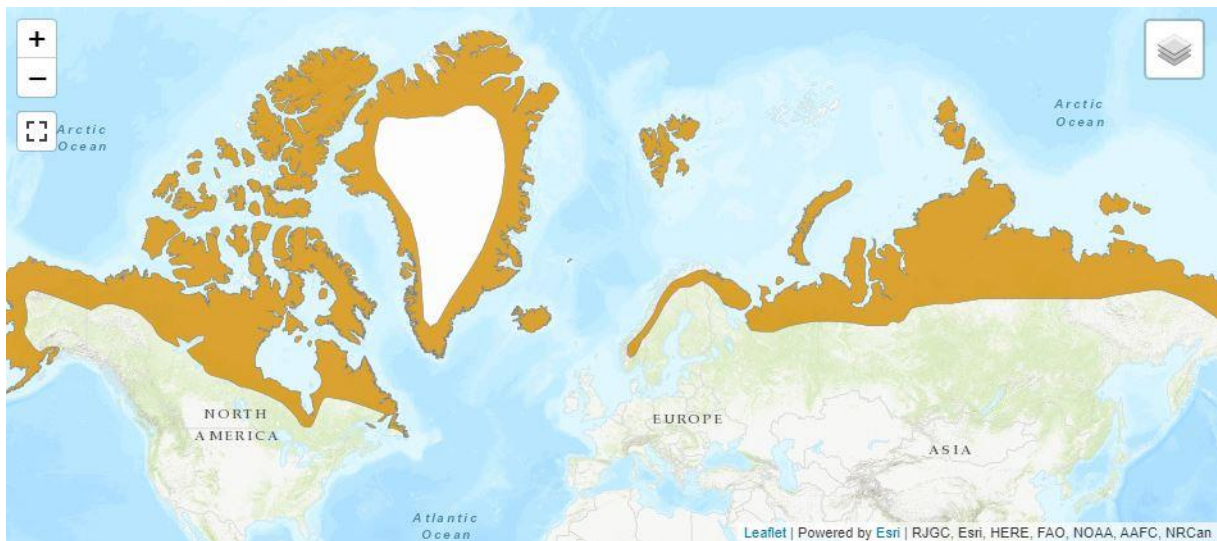 +
−
Arctic
Ocean
Arctic
Ocean
NORTH
AMERICA
EUROPE
ASIA
Atlantic
Ocean
Leaflet | Powered by Esri | RJGC, Esri, HERE, FAO, NOAA, AAFC, NRCan